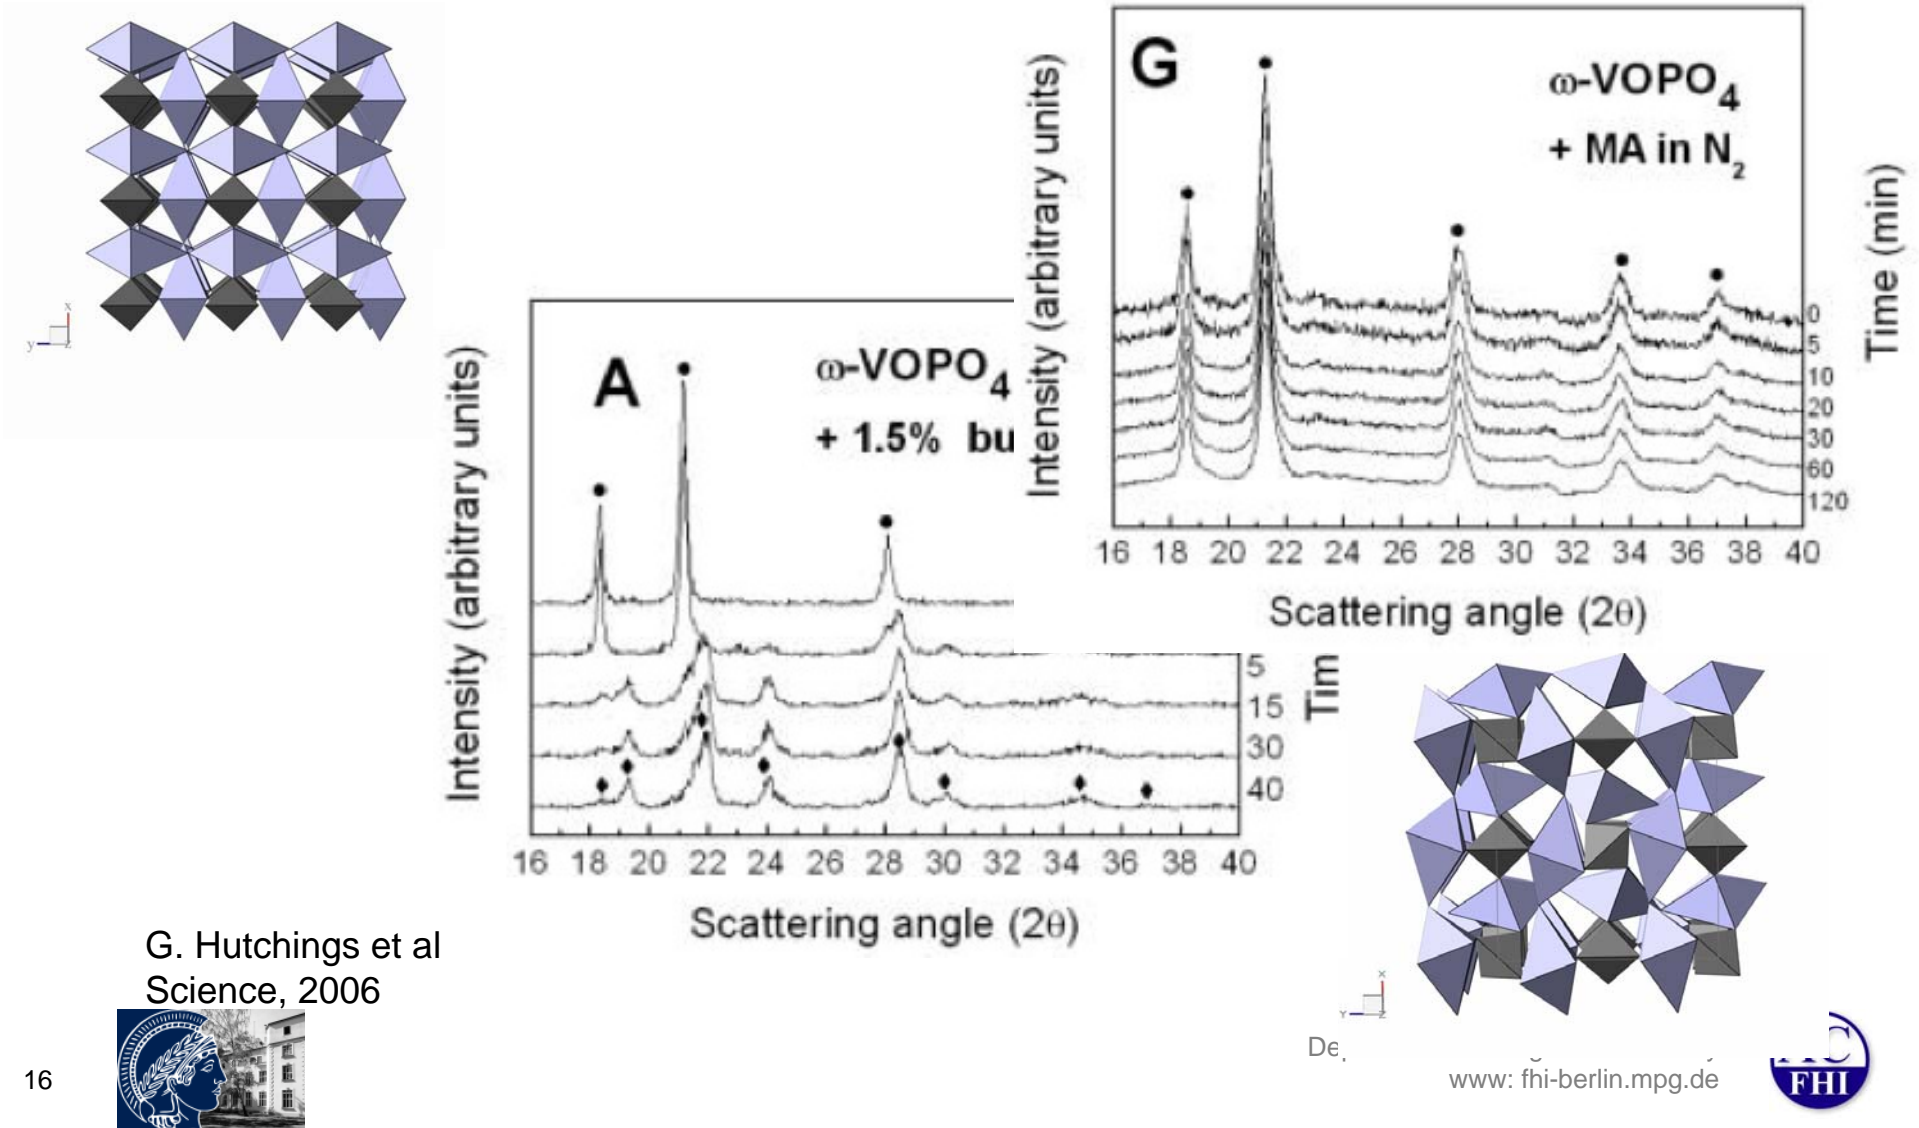 G
ω-VOPO4
+ MA in N2
Intensity (arbitrary units)
Time (min)
0
5
10
20
30
60
120
16 18 20 22 24 26 28 30 32 34 36 38 40
Scattering angle (2θ)
A
ω-VOPO4
+ 1.5% bu
Intensity (arbitrary units)
Tim
5
15
30
40
16 18 20 22 24 26 28 30 32 34 36 38 40
Scattering angle (2θ)
x
y
z
x
Y
z
G. Hutchings et al
Science, 2006
16
www: fhi-berlin.mpg.de
FHI